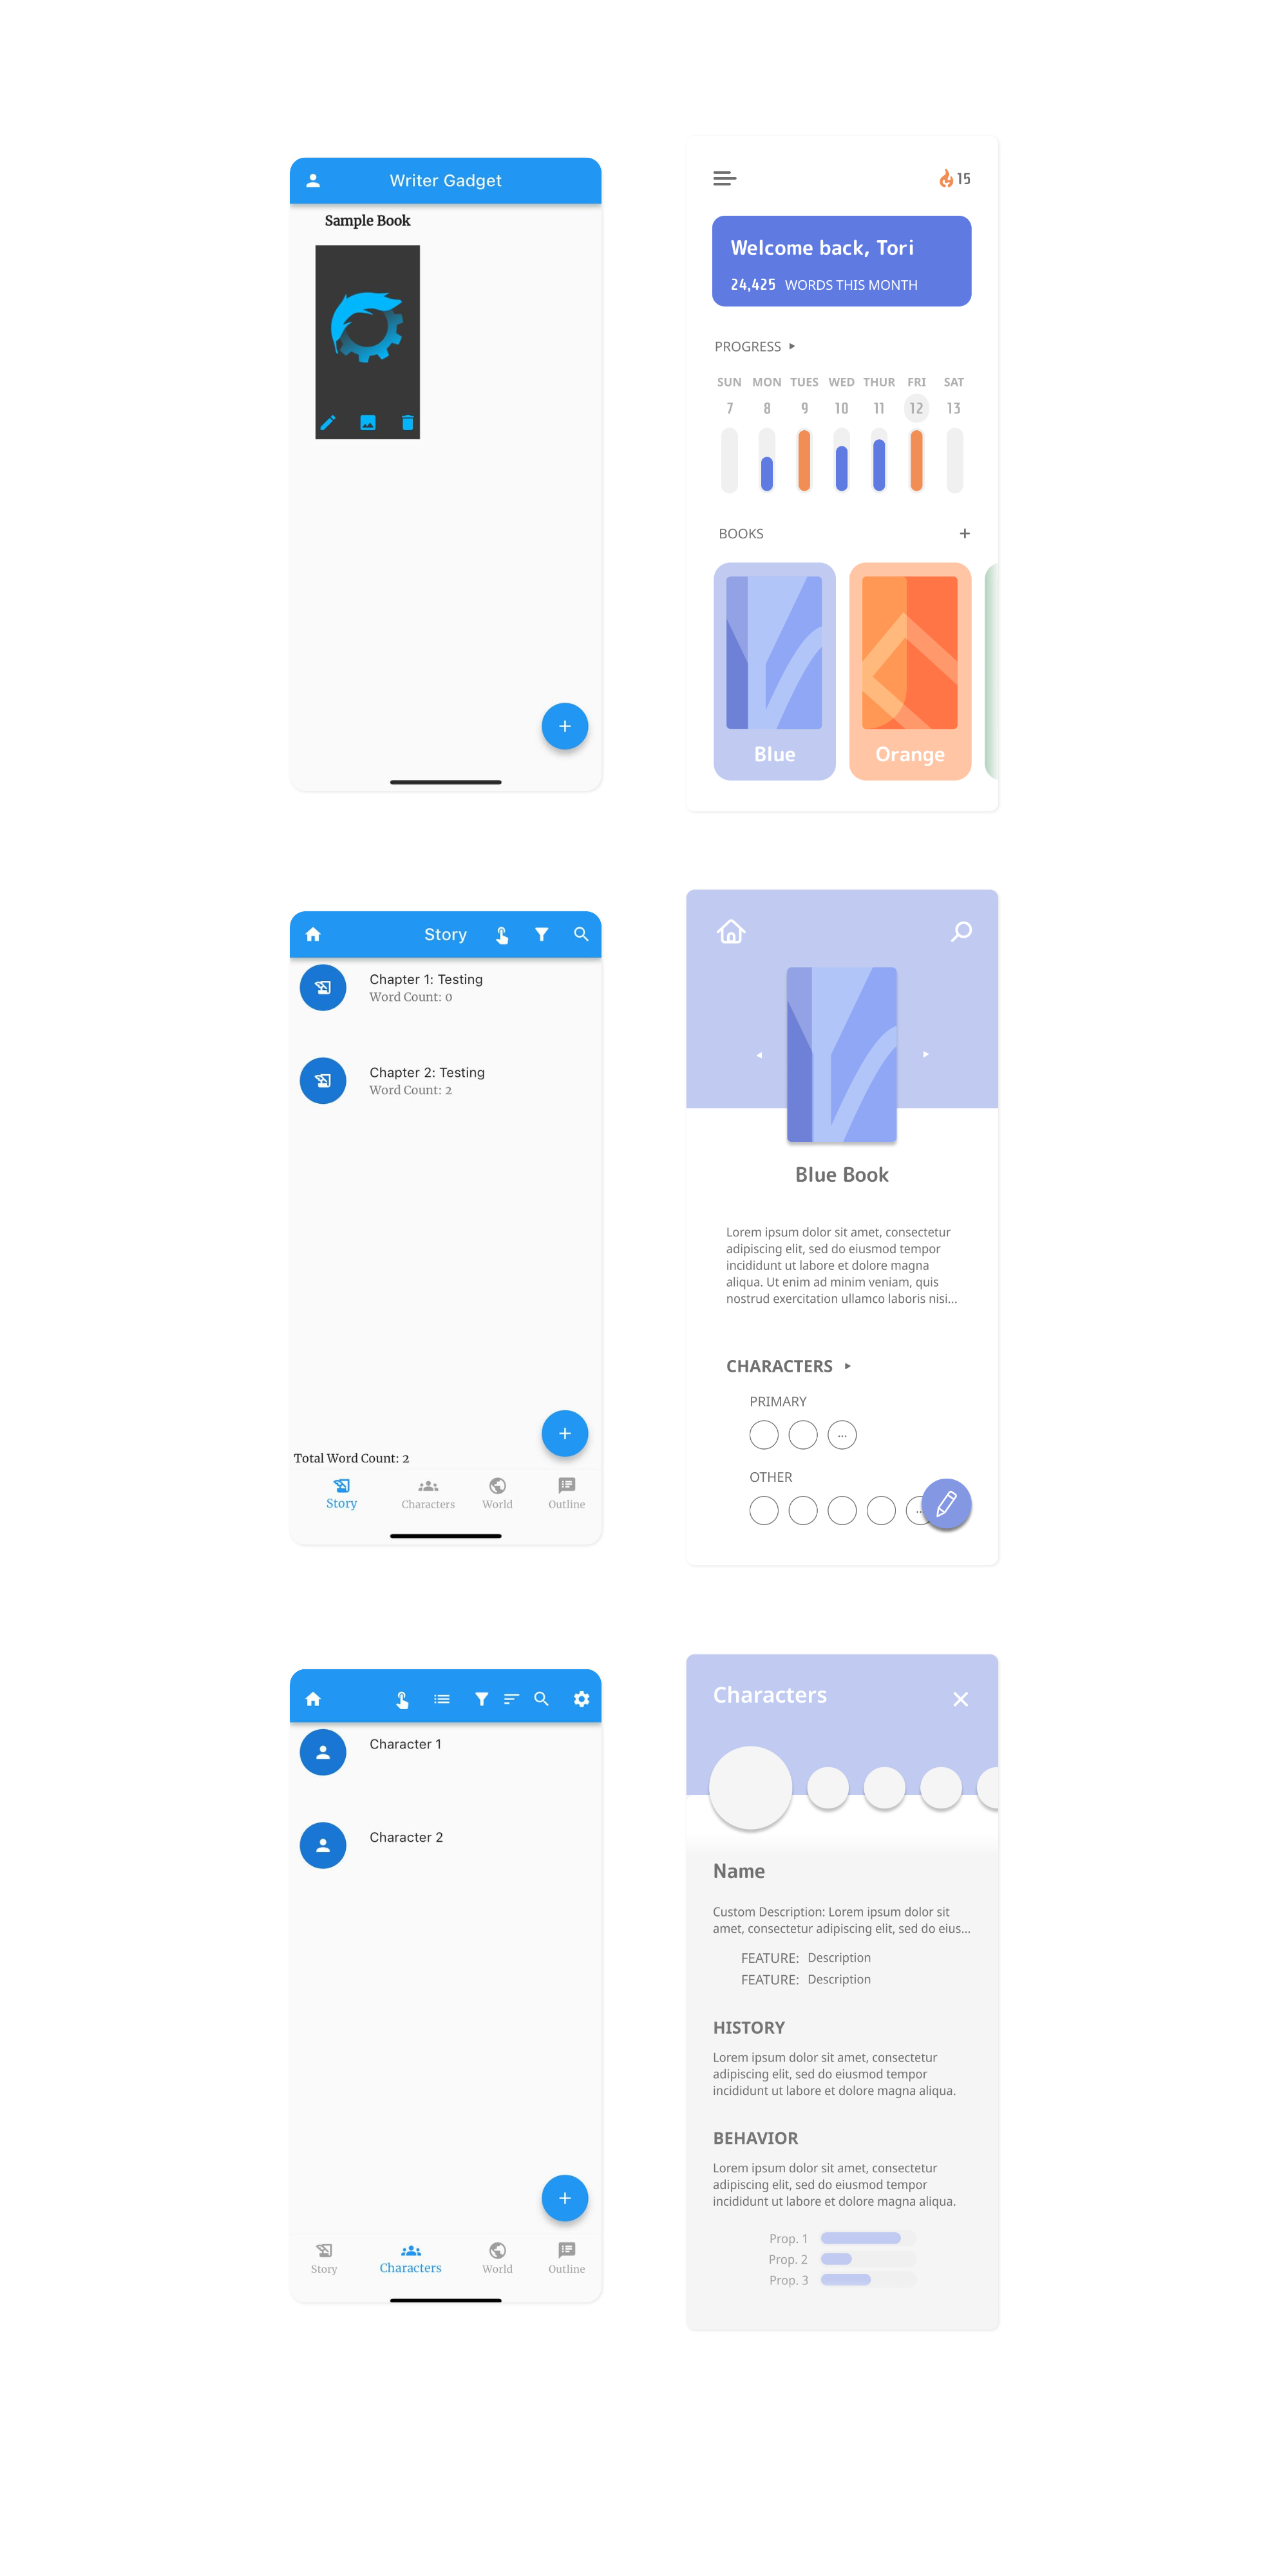 Writer Gadget
Sample Book
15
Welcome back, Tori
24,425 WORDS THIS MONTH
PROGRESS
SUN MON TUES WED THUR FRI SAT
7 8 9 10 11 12 13
BOOKS
Blue
Orange
Story
Chapter 1: Testing
Word Count: 0
Chapter 2: Testing
Word Count: 2
Total Word Count: 2
Story
Characters
World
Outline
Blue Book
Lorem ipsum dolor sit amet, consectetur
adipiscing elit, sed do eiusmod tempor
incididunt ut labore et dolore magna
aliqua. Ut enim ad minim veniam, quis
nostrud exercitation ullamco laboris nisi...
CHARACTERS
PRIMARY
...
OTHER
...
Character 1
Character 2
Story
Characters
World
Outline
Characters
Name
Custom Description: Lorem ipsum dolor sit
amet, consectetur adipiscing elit, sed do eius...
FEATURE: Description
FEATURE: Description
HISTORY
Lorem ipsum dolor sit amet, consectetur
adipiscing elit, sed do eiusmod tempor
incididunt ut labore et dolore magna aliqua.
BEHAVIOR
Lorem ipsum dolor sit amet, consectetur
adipiscing elit, sed do eiusmod tempor
incididunt ut labore et dolore magna aliqua.
Prop. 1
Prop. 2
Prop. 3